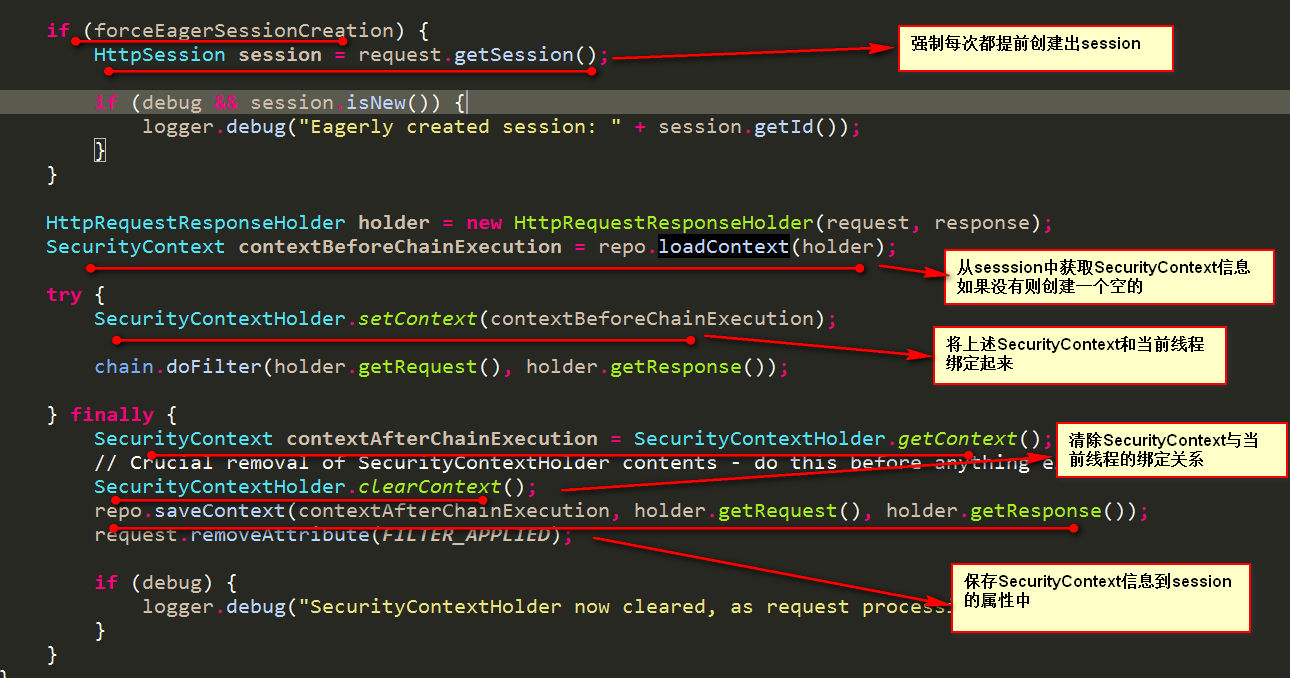 if (forceEagerSessionCreation) {
HttpSession session = request.getSession();
强制每次都提前创建出session
if (debug && session.isNew()) {
logger.debug("Eagerly created session: " + session.getId());
}
}
HttpRequestResponseHolder holder = new HttpRequestResponseHolder(request, response);
SecurityContext contextBeforeChainExecution = repo.loadContext(holder);
从sesssion中获取SecurityContext信息
如果没有则创建一个空的
try {
SecurityContextHolder.setContext(contextBeforeChainExecution);
将上述SecurityContext和当前线程
绑定起来
chain.doFilter(holder.getRequest(), holder.getResponse());
} finally {
SecurityContext contextAfterChainExecution = SecurityContextHolder.getContext();
清除SecurityContext与当
前线程的绑定关系
// Crucial removal of SecurityContextHolder contents - do this before anything
SecurityContextHolder.clearContext();
repo.saveContext(contextAfterChainExecution, holder.getRequest(), holder.getResponse());
request.removeAttribute(FILTER_APPLIED);
保存SecurityContext信息到session
的属性中
if (debug) {
logger.debug("SecurityContextHolder now cleared, as request
}
}
}